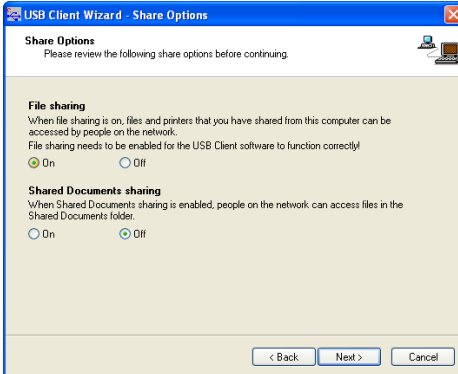 USB Client Wizard - Share Options
Share Options
Please review the following share options before continuing.
File sharing
When file sharing is on, files and printers that you have shared from this computer can be
accessed by people on the network.
File sharing needs to be enabled for the USB Client software to function correctly!
On Off
Shared Documents sharing
When Shared Documents sharing is enabled, people on the network can access files in the
Shared Documents folder.
On Off
< Back Next > Cancel